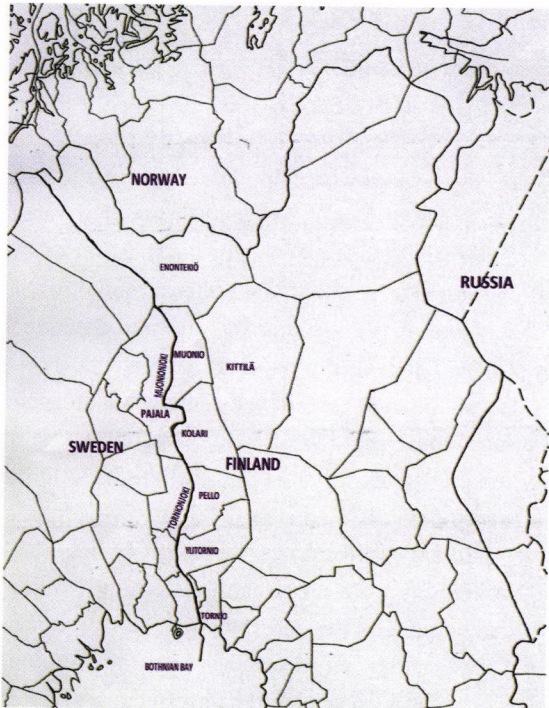 NORWAY
ENONTEKIÖ
RUSSIA
MUONIO
MUONIONJOKI
KITTILÄ
PAJALA
KOLARI
SWEDEN
FINLAND
PELLO
TORNIONJOKI
YLITORNIO
TORNIO
BOTHNIAN BAY